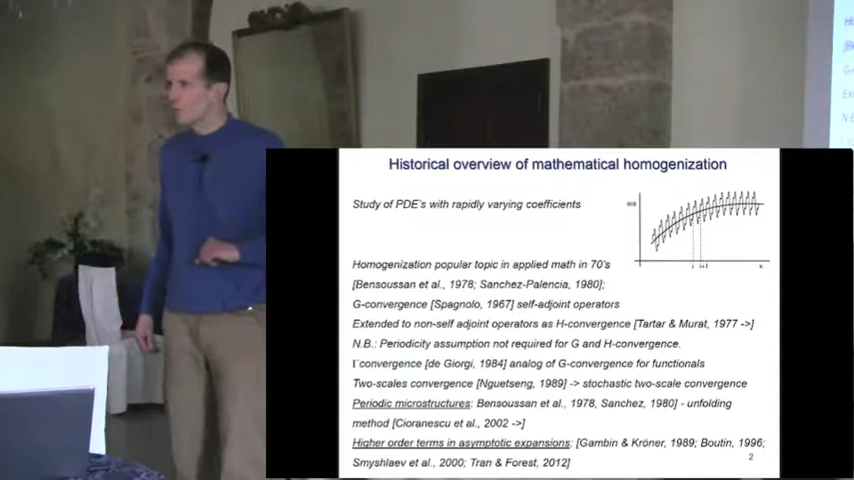 Historical overview of mathematical homogenization
Study of PDE's with rapidly varying coefficients
Homogenization popular topic in applied math in 70's
[Bensoussan et al., 1978; Sanchez-Palencia, 1980];
G-convergence [Spagnolo, 1967] self-adjoint operators
Extended to non-self adjoint operators as H-convergence [Tartar & Murat, 1977 ->]
N.B.: Periodicity assumption not required for G and H-convergence.
Γ convergence [de Giorgi, 1984] analog of G-convergence for functionals
Two-scales convergence [Nguetseng, 1989] -> stochastic two-scale convergence
Periodic microstructures: Bensoussan et al., 1978, Sanchez, 1980] - unfolding
method [Cioranescu et al., 2002 ->]
Higher order terms in asymptotic expansions: [Gambin & Kröner, 1989; Boutin, 1996;
Smyshlaev et al., 2000; Tran & Forest, 2012]
2